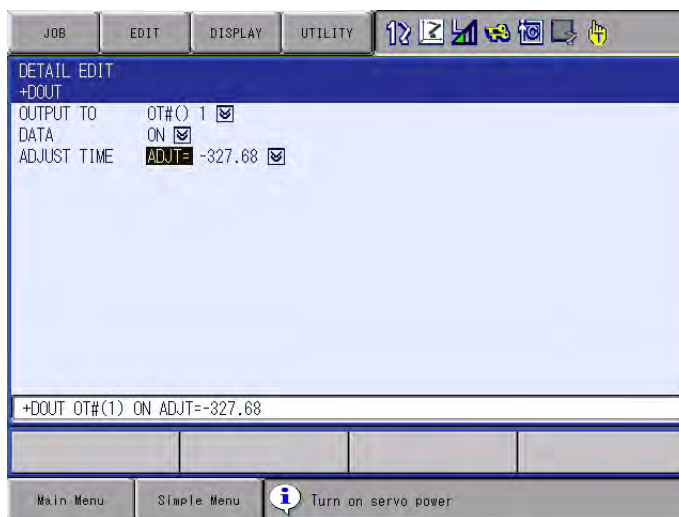 JOB EDIT DISPLAY UTILITY
DETAIL EDIT
+DOUT
OUTPUT TO OT#() 1
DATA ON
ADJUST TIME ADJT= -327.68
+DOUT OT#(1) ON ADJT=-327.68
Main Menu Simple Menu Turn on servo power